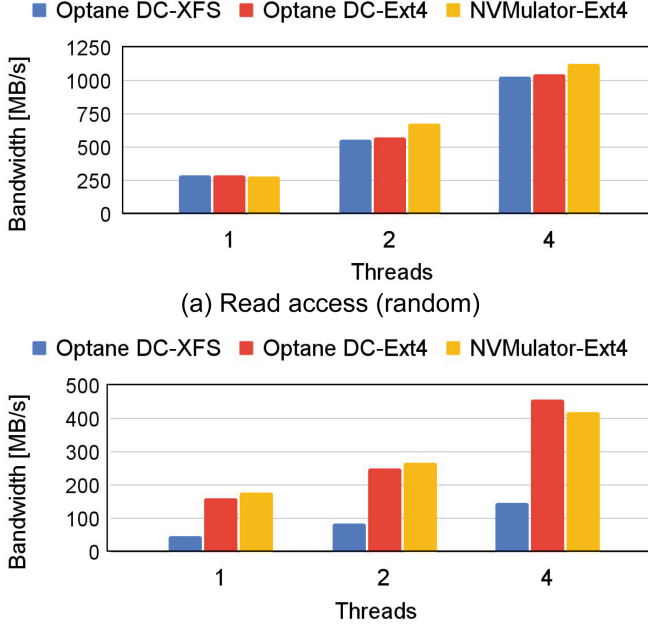 Optane DC-XFS Optane DC-Ext4 NVMulator-Ext4
Bandwidth [MB/s]
1250
1000
750
500
250
0
1 2 4
Threads
(a) Read access (random)
Optane DC-XFS Optane DC-Ext4 NVMulator-Ext4
Bandwidth [MB/s]
500
400
300
200
100
0
1 2 4
Threads